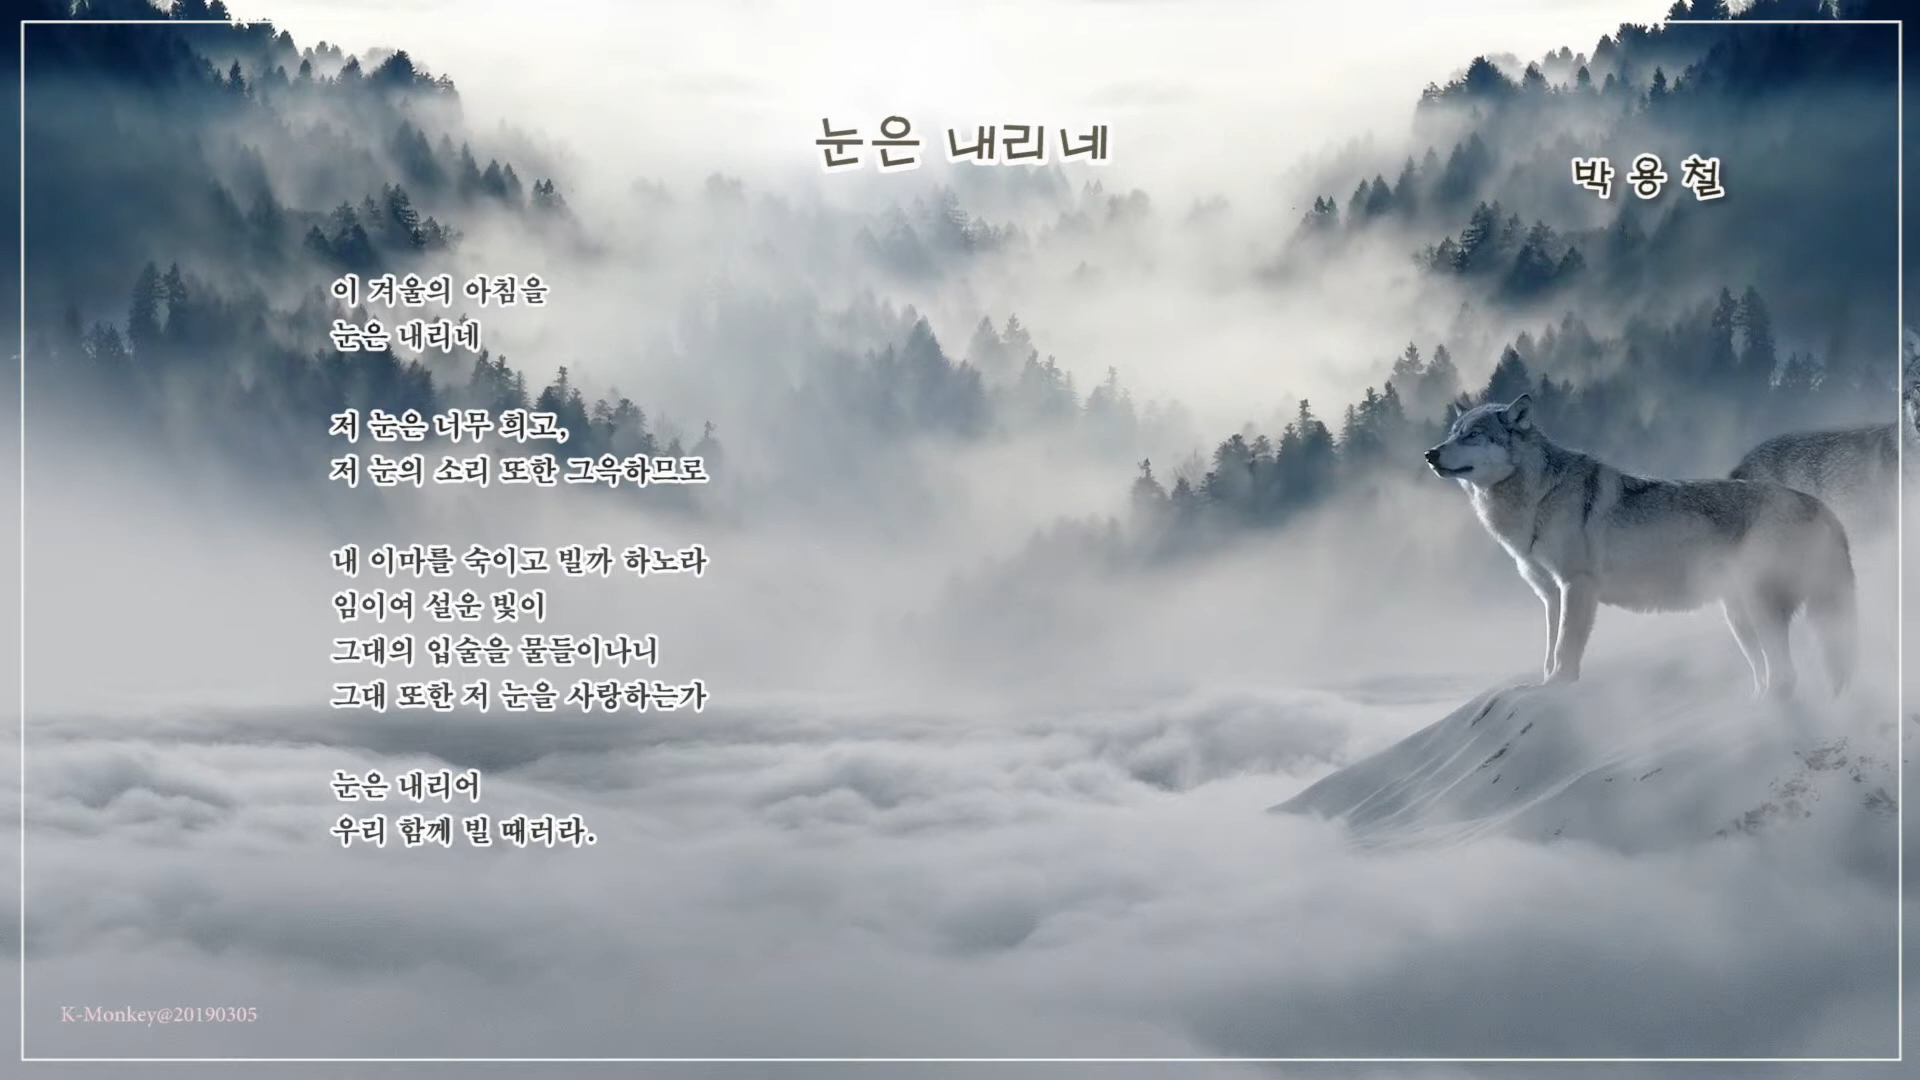 눈은 내리네
박용철
이 겨울의 아침을
눈은 내리네
저 눈은 너무 희고,
저 눈의 소리 또한 그윽하므로
내 이마를 숙이고 빌까 하노라
임이여 설운 빛이
그대의 입술을 물들이나니
그대 또한 저 눈을 사랑하는가
눈은 내리어
우리 함께 빌 때러라.
K-Monkey@20190305